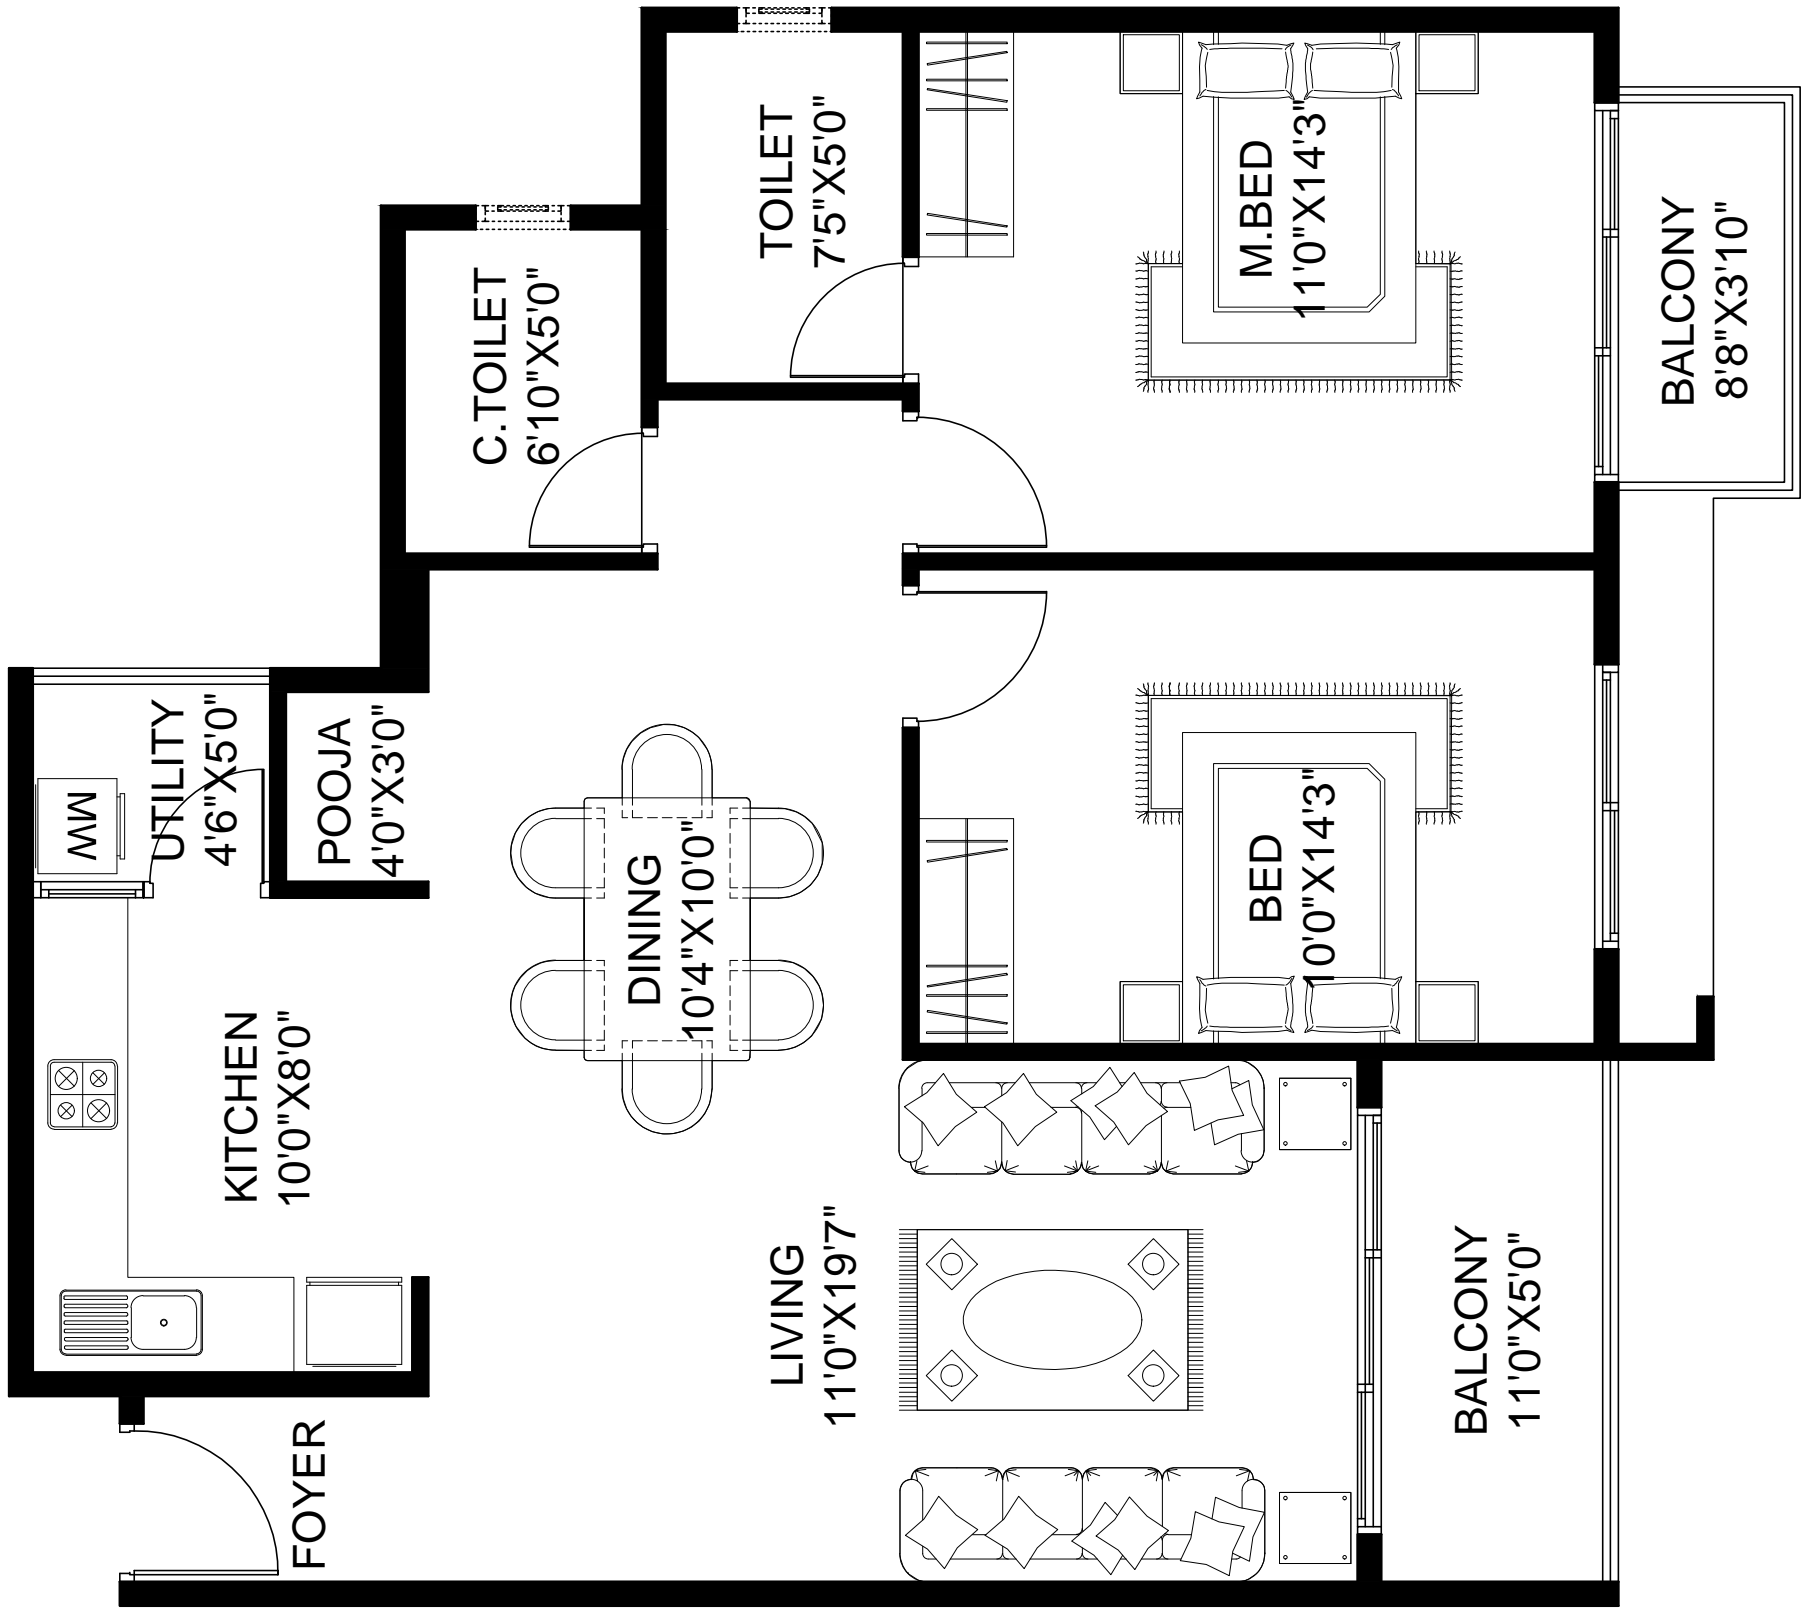 TOILET
7'5"X5'0"
M.BED
11'0"X14'3"
BALCONY
8'8"X3'10"
C.TOILET
6'10"X5'0"
UTILITY
4'6"X5'0"
MW
POOJA
4'0"X3'0"
DINING
10'4"X10'0"
BED
10'0"X14'3"
KITCHEN
10'0"X8'0"
LIVING
11'0"X19'7"
BALCONY
11'0"X5'0"
FOYER